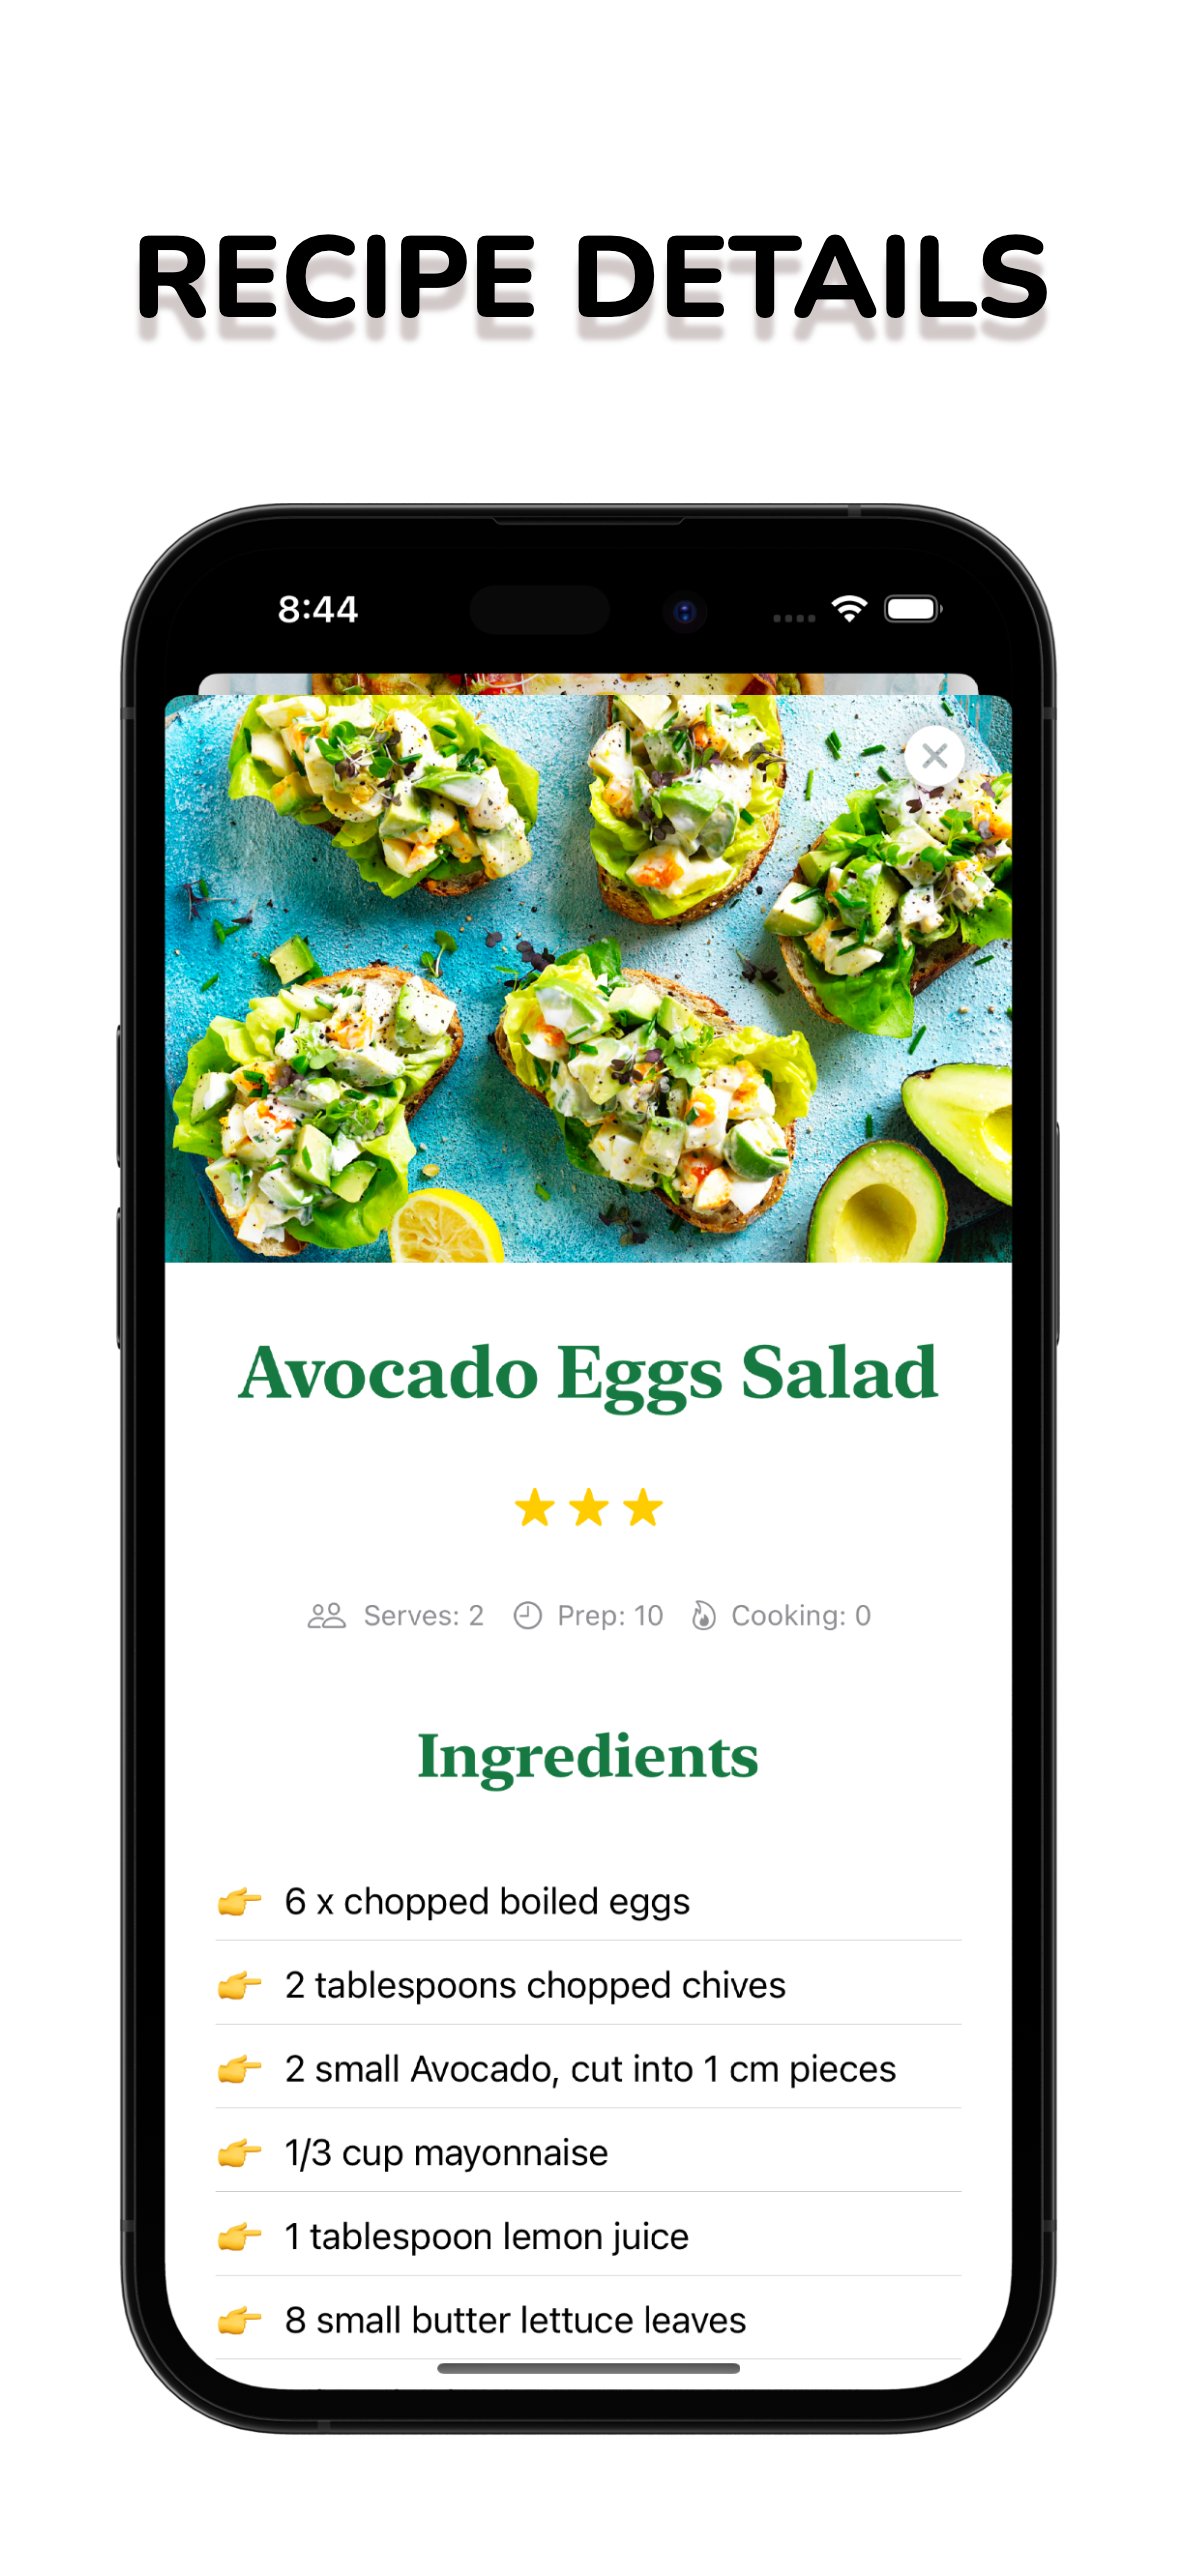 RECIPE DETAILS
8:44
Avocado Eggs Salad
Serves: 2 Prep: 10 Cooking: 0
Ingredients
6 x chopped boiled eggs
2 tablespoons chopped chives
2 small Avocado, cut into 1 cm pieces
1/3 cup mayonnaise
1 tablespoon lemon juice
8 small butter lettuce leaves